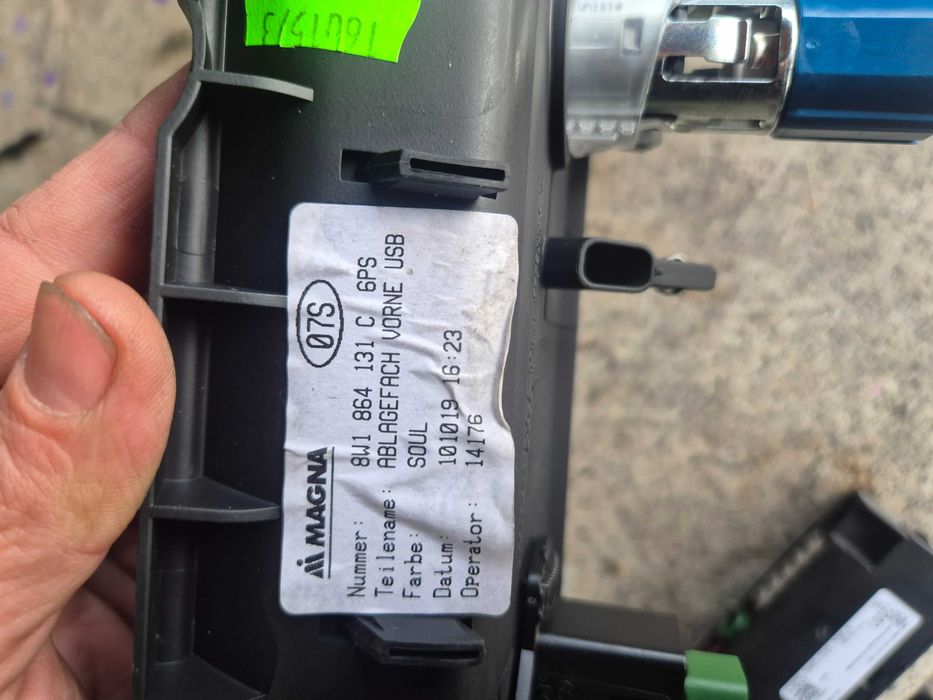 1601573
07S
MAGNA
Nummer: 8W1 864 131 C 6PS
Teilename: ABLAGEFACH VORNE USB
Farbe: SOUL
Datum: 101019 16:23
Operator: 14176